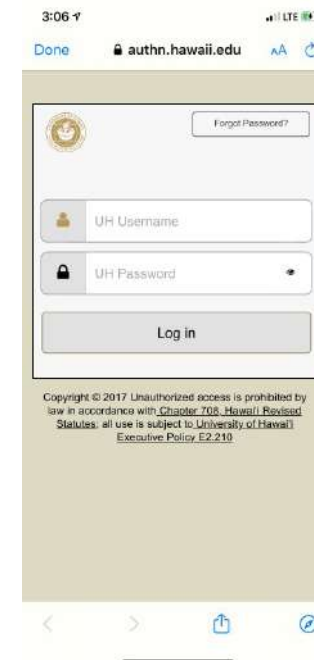 3:06
LTE
Done
authn.hawaii.edu
AA
Forgot Password?
UH Username
UH Password
Log in
Copyright © 2017 Unauthorized access is prohibited by
law in accordance with Chapter 708, Hawai'i Revised
Statutes; all use is subject to University of Hawai'i
Executive Policy E2.210